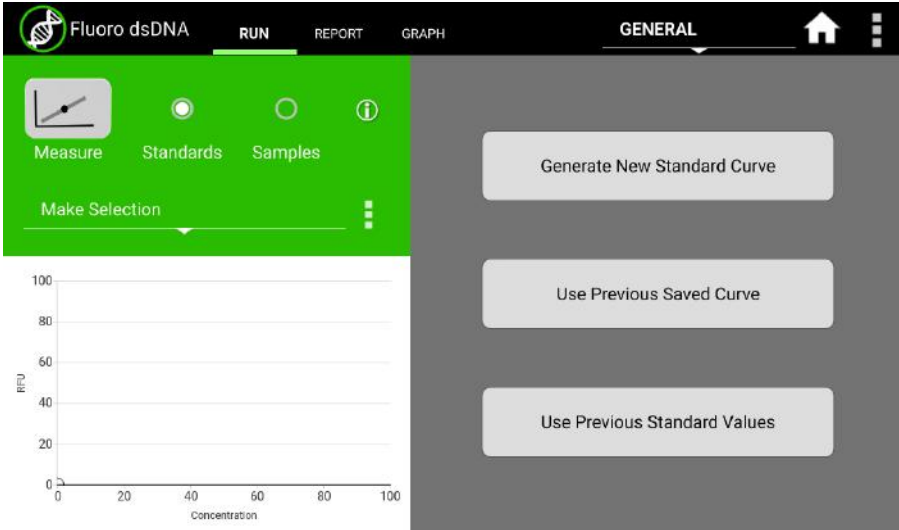 Fluoro dsDNA RUN REPORT GRAPH GENERAL
Measure Standards Samples
Make Selection
100
80
60
40
20
0
RFU
0 20 40 60 80 100
Concentration
Generate New Standard Curve
Use Previous Saved Curve
Use Previous Standard Values